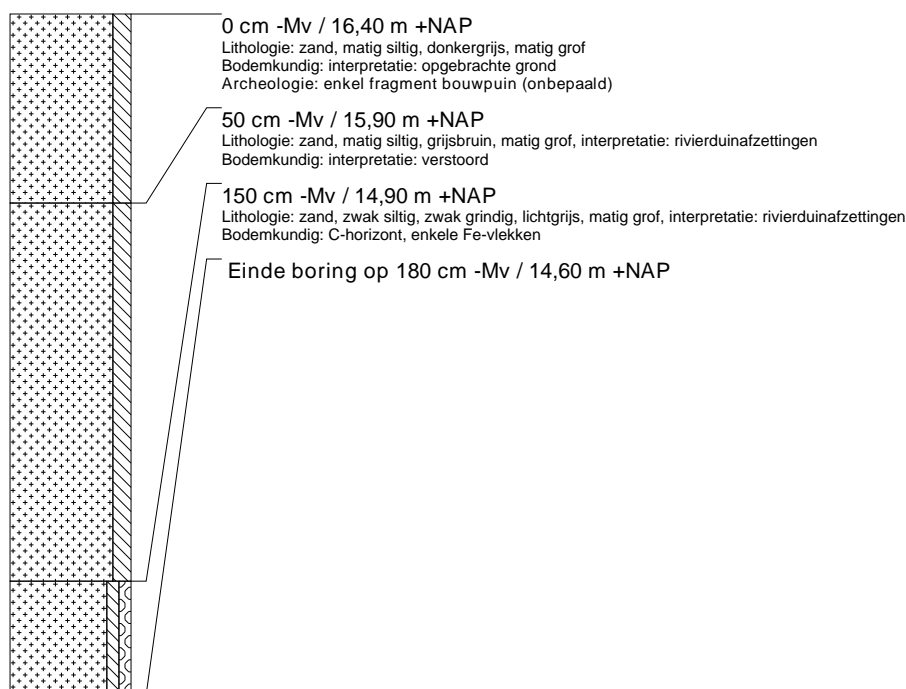 0 cm -Mv / 16,40 m +NAP
Lithologie: zand, matig siltig, donkergrijs, matig grof
Bodemkundig: interpretatie: opgebrachte grond
Archeologie: enkel fragment bouwpuin (onbepaald)
50 cm -Mv / 15,90 m +NAP
Lithologie: zand, matig siltig, grijsbruin, matig grof, interpretatie: rivierduinafzettingen
Bodemkundig: interpretatie: verstoord
150 cm -Mv / 14,90 m +NAP
Lithologie: zand, zwak siltig, zwak grindig, lichtgrijs, matig grof, interpretatie: rivierduinafzettingen
Bodemkundig: C-horizont, enkele Fe-vlekken
Einde boring op 180 cm -Mv / 14,60 m +NAP